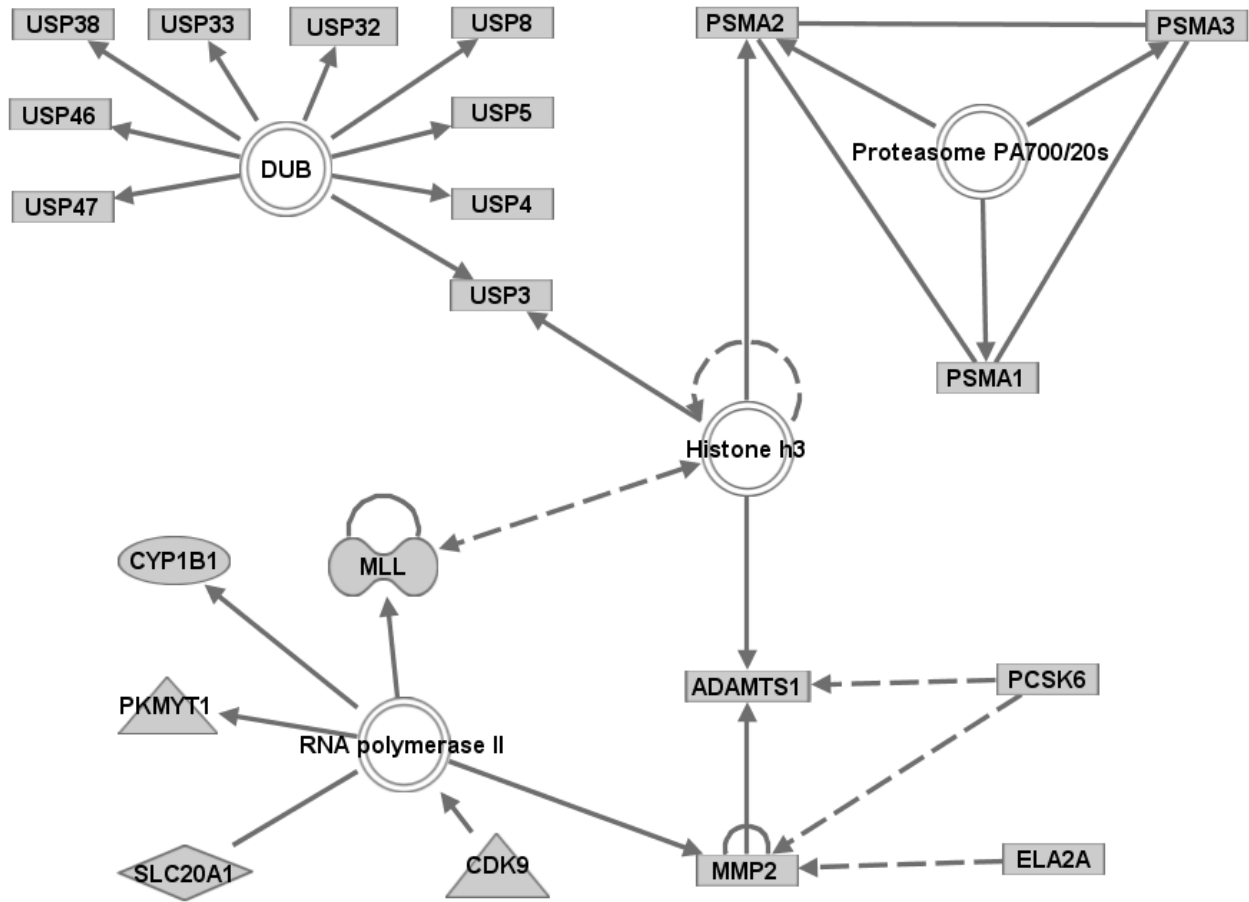 USP38
USP33
USP32
USP8
PSMA2
PSMA3
USP46
USP5
DUB
Proteasome PA700/20s
USP47
USP4
USP3
PSMA1
Histone h3
CYP1B1
MLL
PKMYT1
ADAMTS1
PCSK6
RNA polymerase II
SLC20A1
CDK9
MMP2
ELA2A